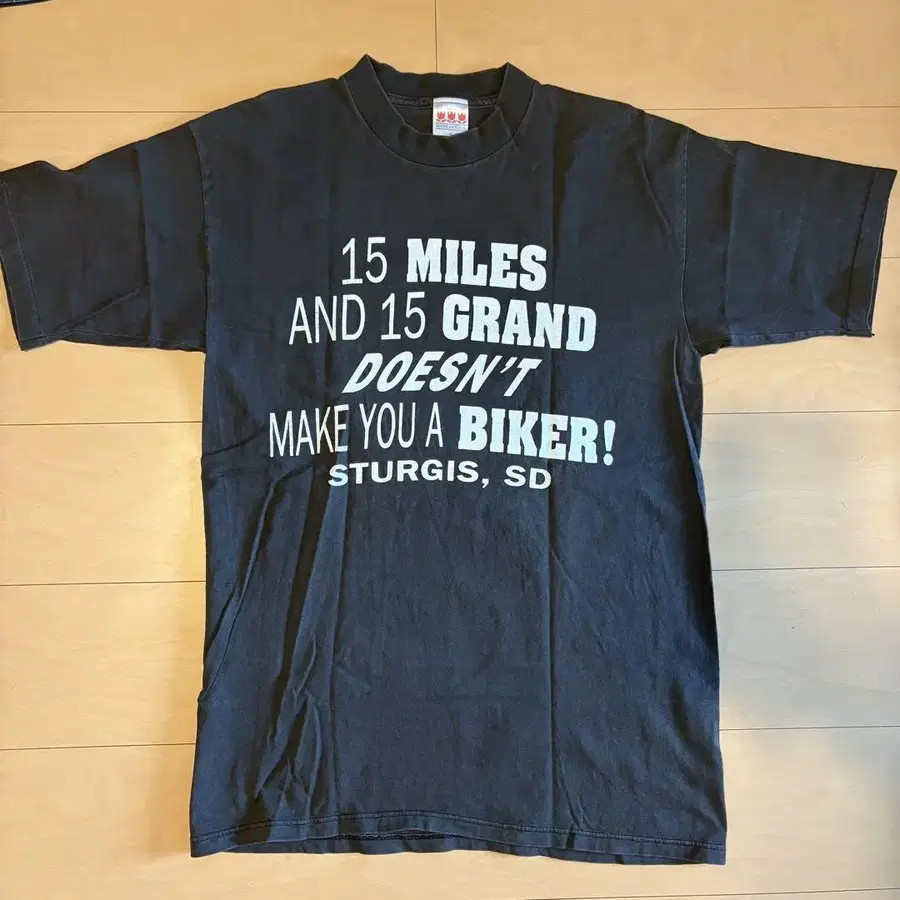 15 MILES
AND 15 GRAND
DOESN'T
MAKE YOU A BIKER!
STURGIS, SD